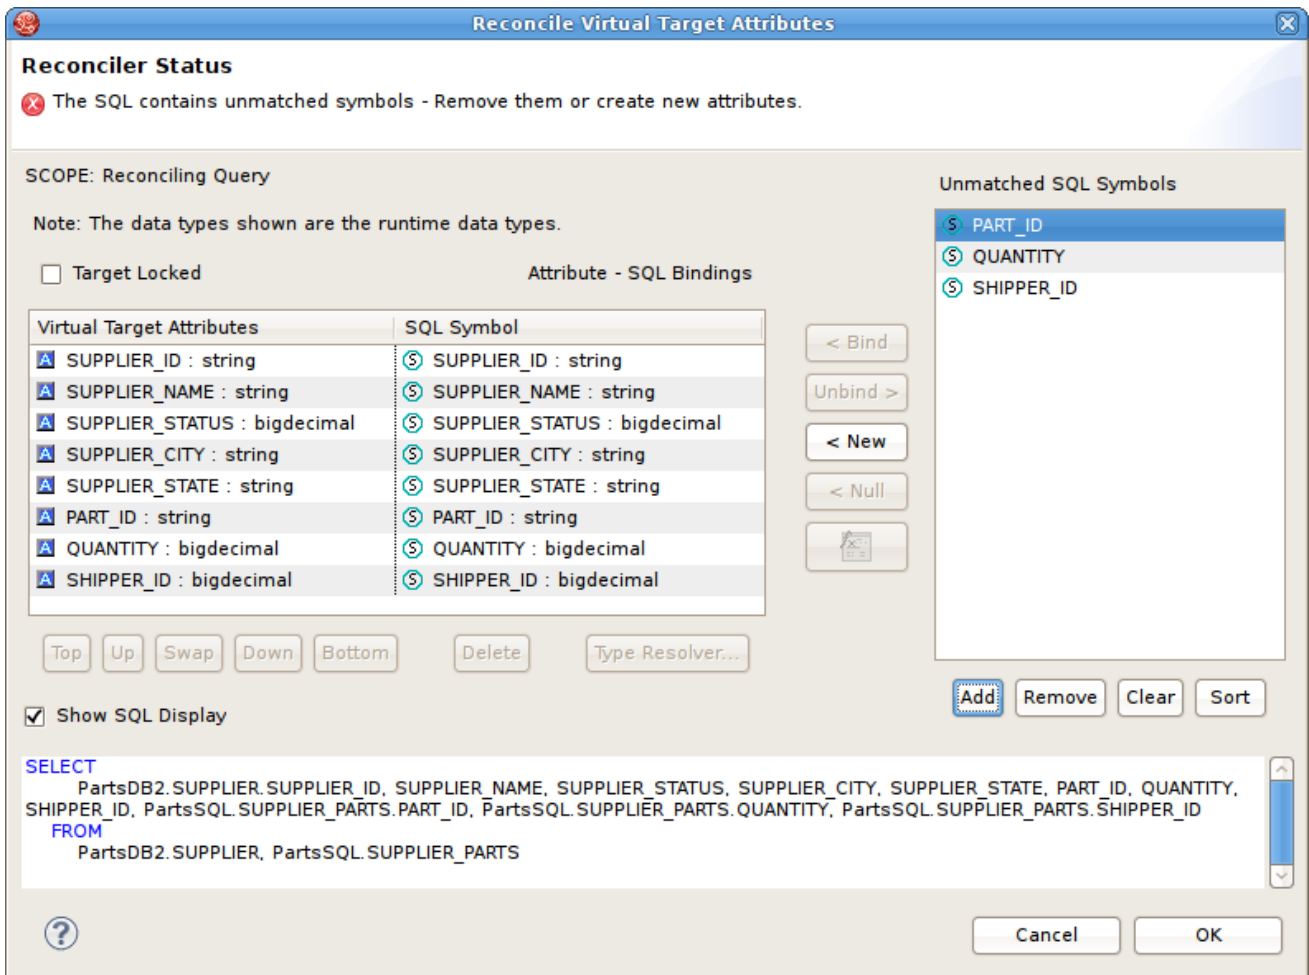 Reconcile Virtual Target Attributes
Reconciler Status
The SQL contains unmatched symbols - Remove them or create new attributes.
SCOPE: Reconciling Query
Note: The data types shown are the runtime data types.
Target Locked
Attribute - SQL Bindings
Virtual Target Attributes SQL Symbol
A SUPPLIER_ID : string S SUPPLIER_ID : string
A SUPPLIER_NAME : string S SUPPLIER_NAME : string
A SUPPLIER_STATUS : bigdecimal S SUPPLIER_STATUS : bigdecimal
A SUPPLIER_CITY : string S SUPPLIER_CITY : string
A SUPPLIER_STATE : string S SUPPLIER_STATE : string
A PART_ID : string S PART_ID : string
A QUANTITY : bigdecimal S QUANTITY : bigdecimal
A SHIPPER_ID : bigdecimal S SHIPPER_ID : bigdecimal
Top Up Swap Down Bottom Delete Type Resolver...
< Bind
Unbind >
< New
< Null
Unmatched SQL Symbols
S PART_ID
S QUANTITY
S SHIPPER_ID
Add Remove Clear Sort
Show SQL Display
SELECT
PartsDB2.SUPPLIER.SUPPLIER_ID, SUPPLIER_NAME, SUPPLIER_STATUS, SUPPLIER_CITY, SUPPLIER_STATE, PART_ID, QUANTITY,
SHIPPER_ID, PartsSQL.SUPPLIER_PARTS.PART_ID, PartsSQL.SUPPLIER_PARTS.QUANTITY, PartsSQL.SUPPLIER_PARTS.SHIPPER_ID
FROM
PartsDB2.SUPPLIER, PartsSQL.SUPPLIER_PARTS
?
Cancel OK